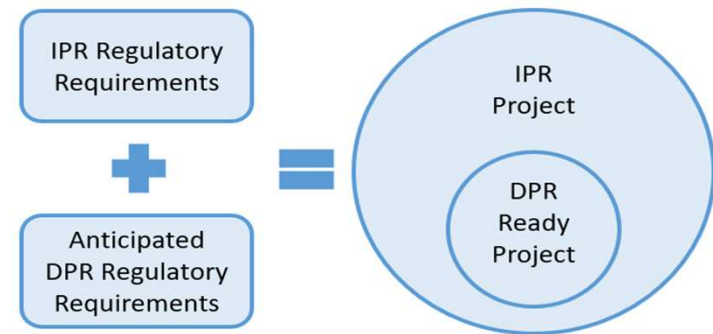 IPR Regulatory
Requirements
Anticipated
DPR Regulatory
Requirements
IPR
Project
DPR
Ready
Project